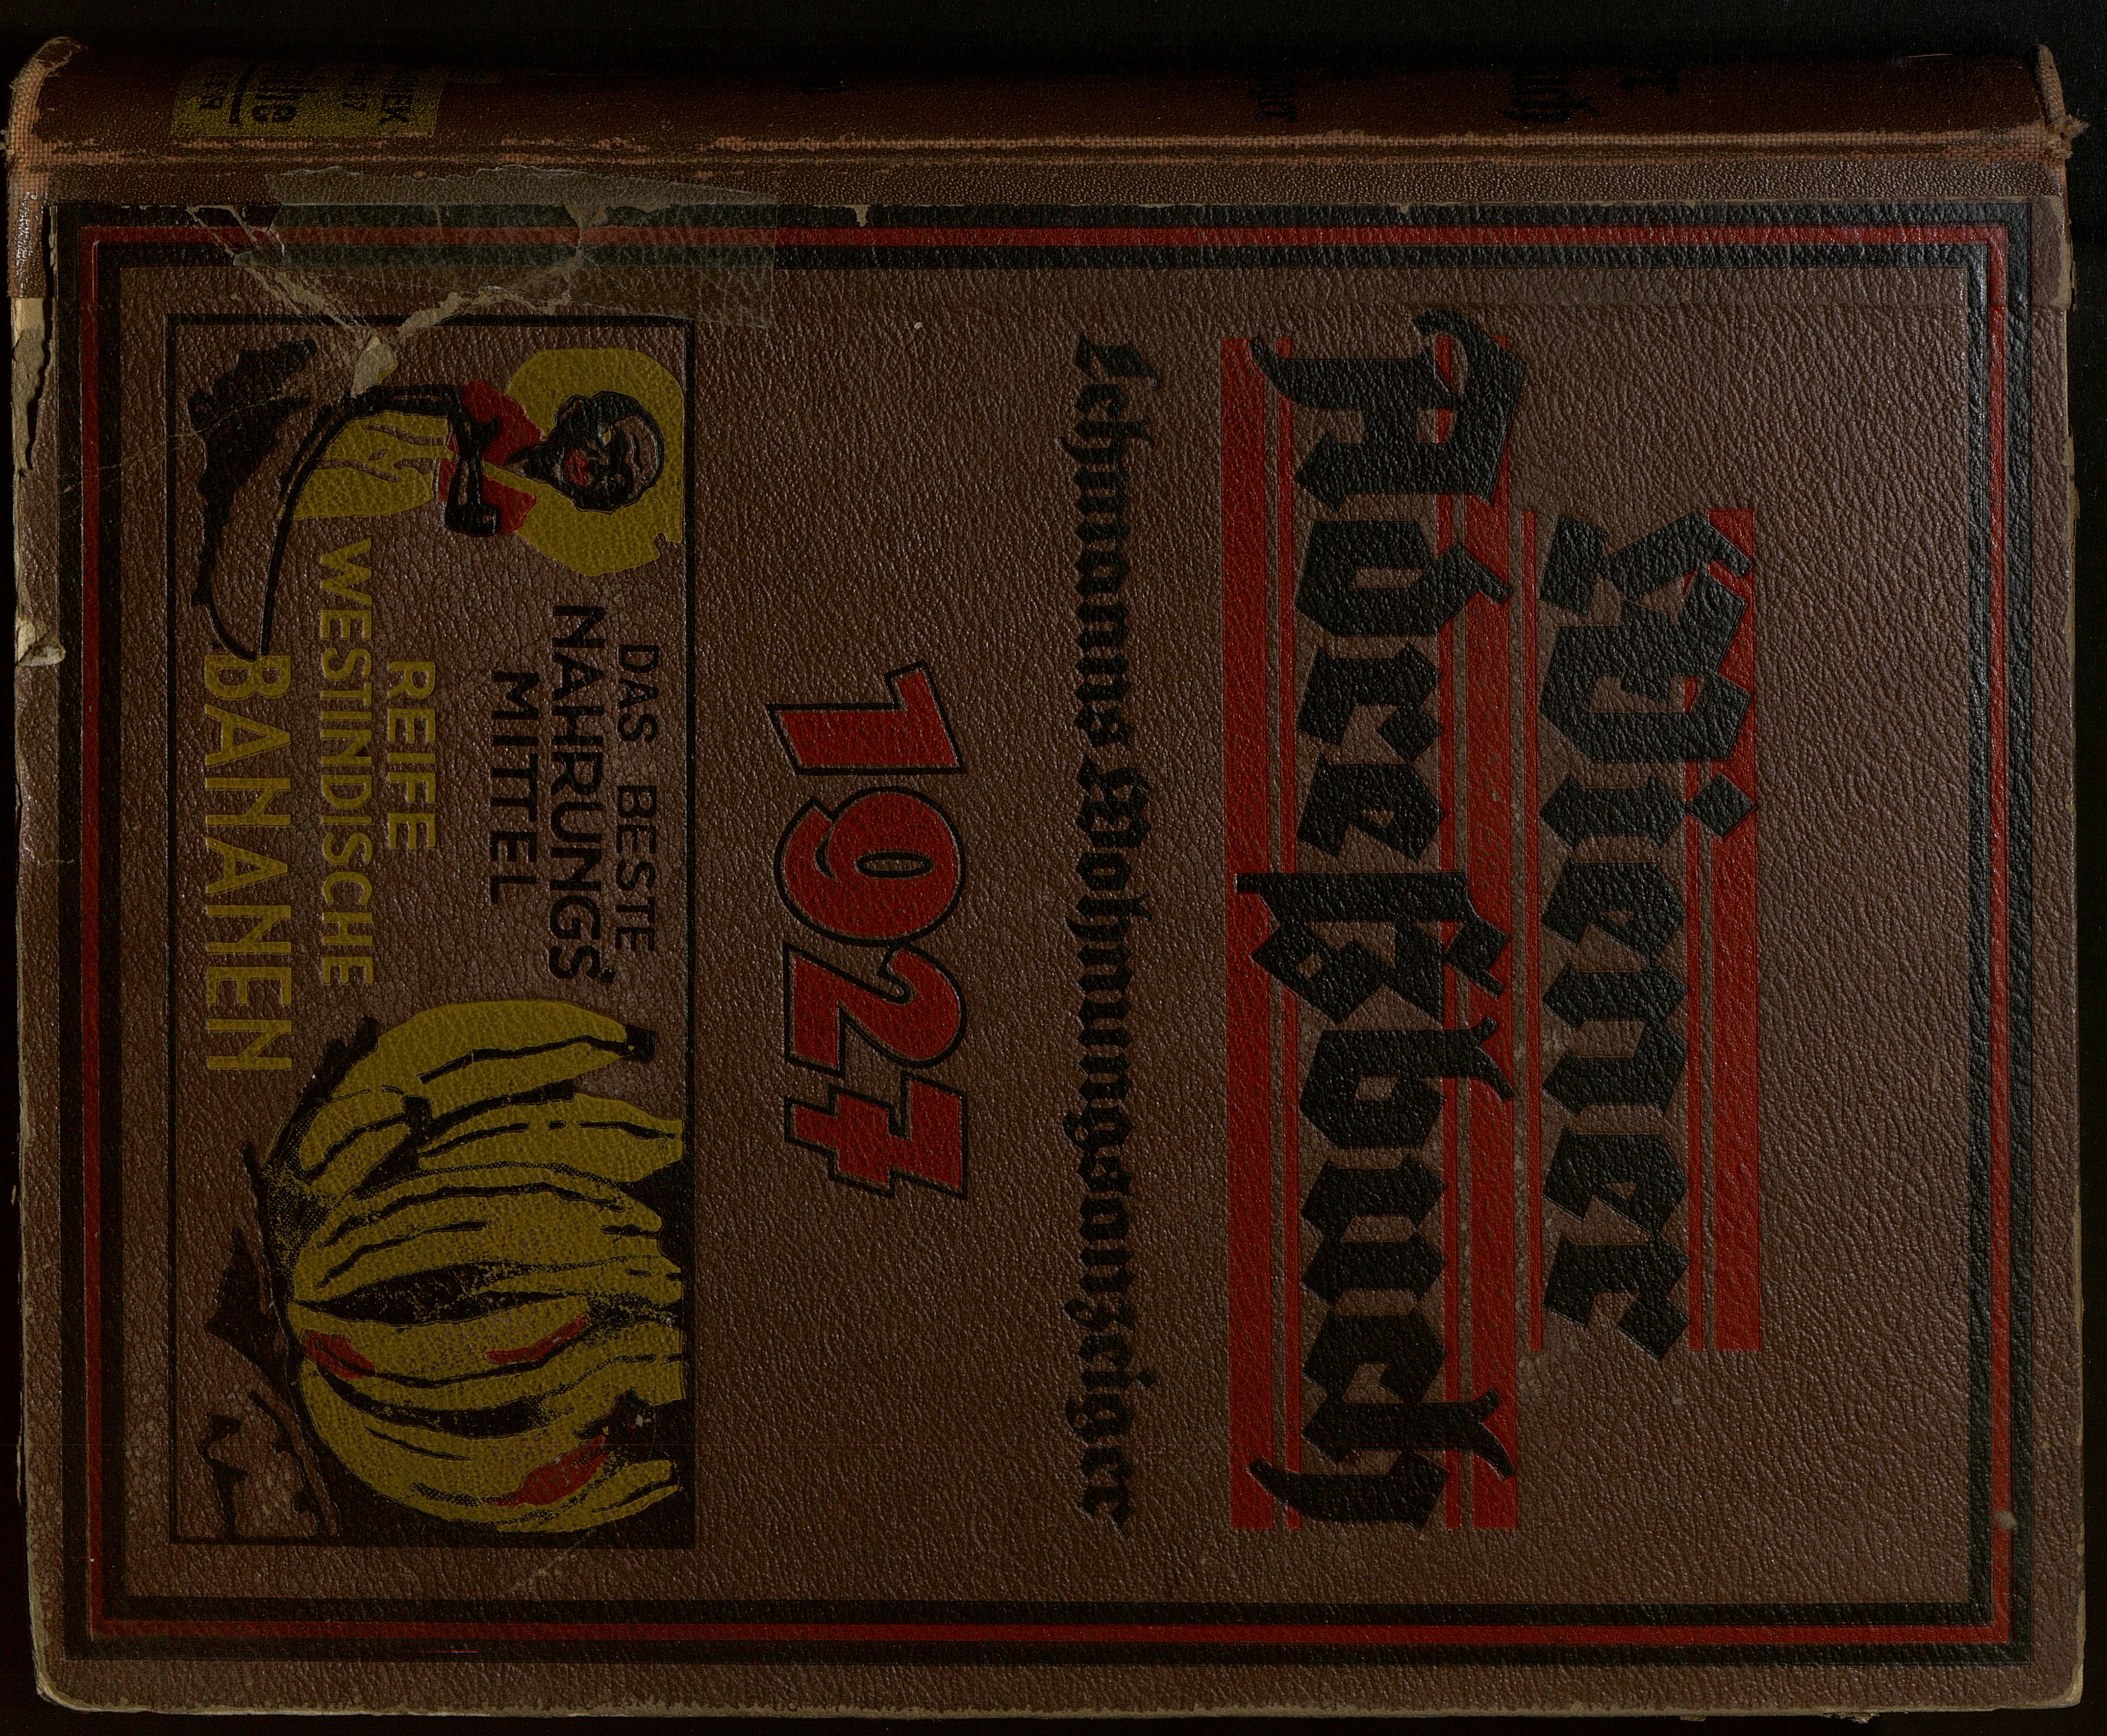 Wiener
Adreßbuch
Lehmanns Wohnungsanzeiger
1927
DAS BESTE
NAHRUNGS-
MITTEL
REIFE
WESTINDISCHE
BANANEN